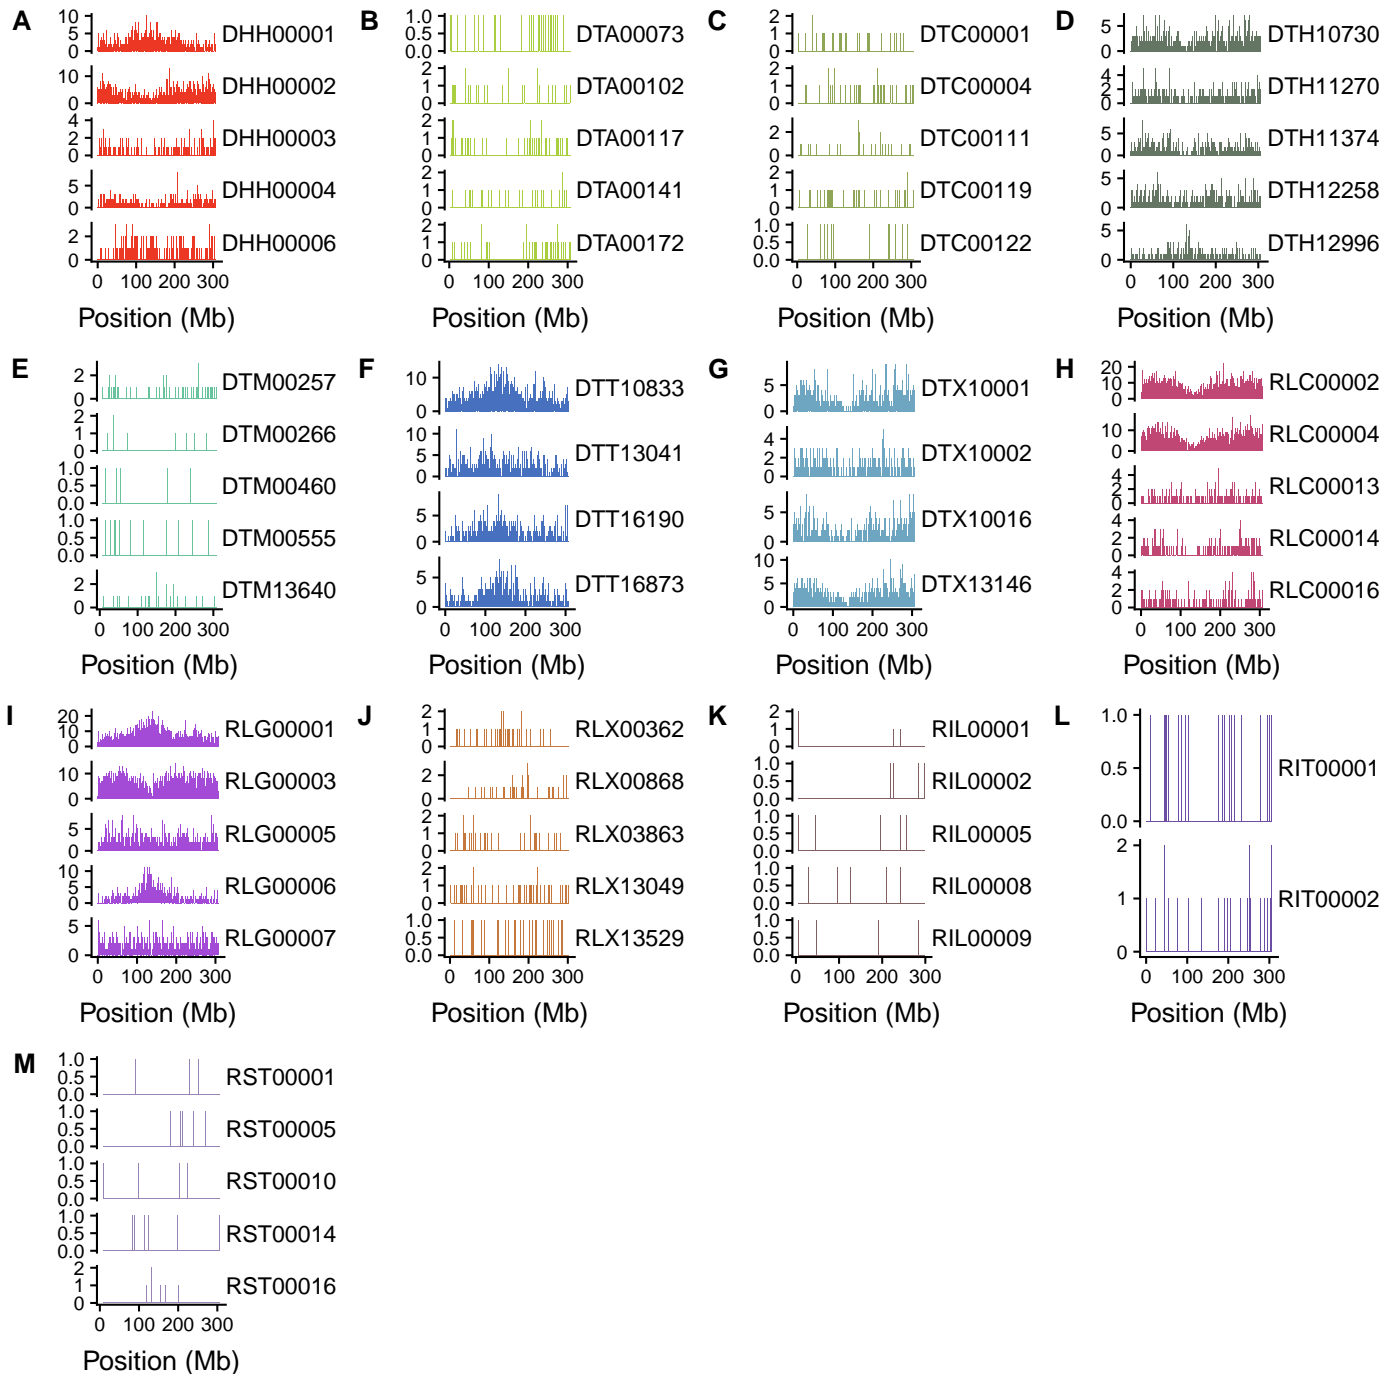 A
10
5
0
DHH00001
10
5
0
DHH00002
4
2
0
DHH00003
5
0
DHH00004
2
0
DHH00006
0 100 200 300
Position (Mb)
B
1.0
0.5
0.0
DTA00073
2
1
0
DTA00102
2
1
0
DTA00117
2
1
0
DTA00141
2
1
0
DTA00172
0 100 200 300
Position (Mb)
C
2
1
0
DTC00001
2
1
0
DTC00004
2
0
DTC00111
2
1
0
DTC00119
1.0
0.5
0.0
DTC00122
0 100 200 300
Position (Mb)
D
5
0
DTH10730
4
2
0
DTH11270
5
0
DTH11374
5
0
DTH12258
5
0
DTH12996
0 100 200 300
Position (Mb)
E
2
0
DTM00257
2
1
0
DTM00266
1.0
0.5
0.0
DTM00460
1.0
0.5
0.0
DTM00555
2
0
DTM13640
0 100 200 300
Position (Mb)
F
10
5
0
DTT10833
10
5
0
DTT13041
5
0
DTT16190
5
0
DTT16873
0 100 200 300
Position (Mb)
G
5
0
DTX10001
4
2
0
DTX10002
5
0
DTX10016
10
5
0
DTX13146
0 100 200 300
Position (Mb)
H
20
10
0
RLC00002
10
0
RLC00004
4
2
0
RLC00013
4
2
0
RLC00014
4
2
0
RLC00016
0 100 200 300
Position (Mb)
I
20
10
0
RLG00001
10
5
0
RLG00003
5
0
RLG00005
10
5
0
RLG00006
5
0
RLG00007
0 100 200 300
Position (Mb)
J
2
1
0
RLX00362
2
1
0
RLX00868
2
1
0
RLX03863
2
1
0
RLX13049
1.0
0.5
0.0
RLX13529
0 100 200 300
Position (Mb)
K
2
1
0
RIL00001
1.0
0.5
0.0
RIL00002
1.0
0.5
0.0
RIL00005
1.0
0.5
0.0
RIL00008
1.0
0.5
0.0
RIL00009
0 100 200 300
Position (Mb)
L
1.0
0.5
0.0
RIT00001
2
1
0
RIT00002
0 100 200 300
Position (Mb)
M
1.0
0.5
0.0
RST00001
1.0
0.5
0.0
RST00005
1.0
0.5
0.0
RST00010
1.0
0.5
0.0
RST00014
2
1
0
RST00016
0 100 200 300
Position (Mb)